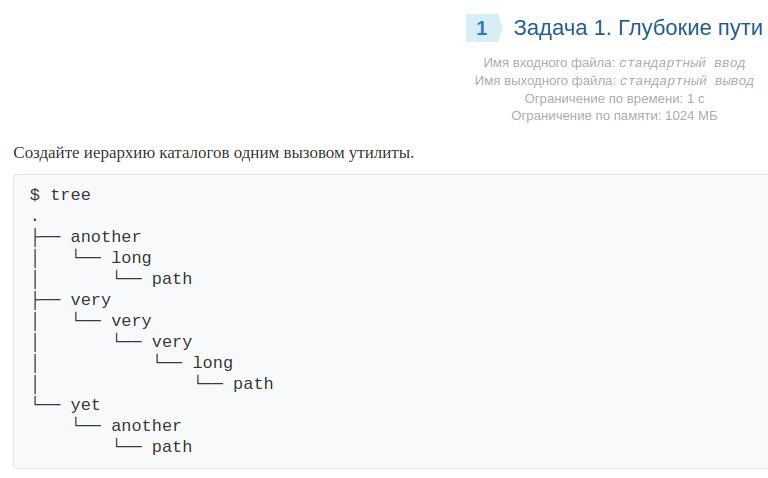 1 Задача 1. Глубокие пути
Имя входного файла: стандартный ввод
Имя выходного файла: стандартный вывод
Ограничение по времени: 1 с
Ограничение по памяти: 1024 МБ
Создайте иерархию каталогов одним вызовом утилиты.
$ tree
.
├── another
│   └── long
│       └── path
├── very
│   └── very
│       └── very
│           └── long
│               └── path
└── yet
    └── another
        └── path